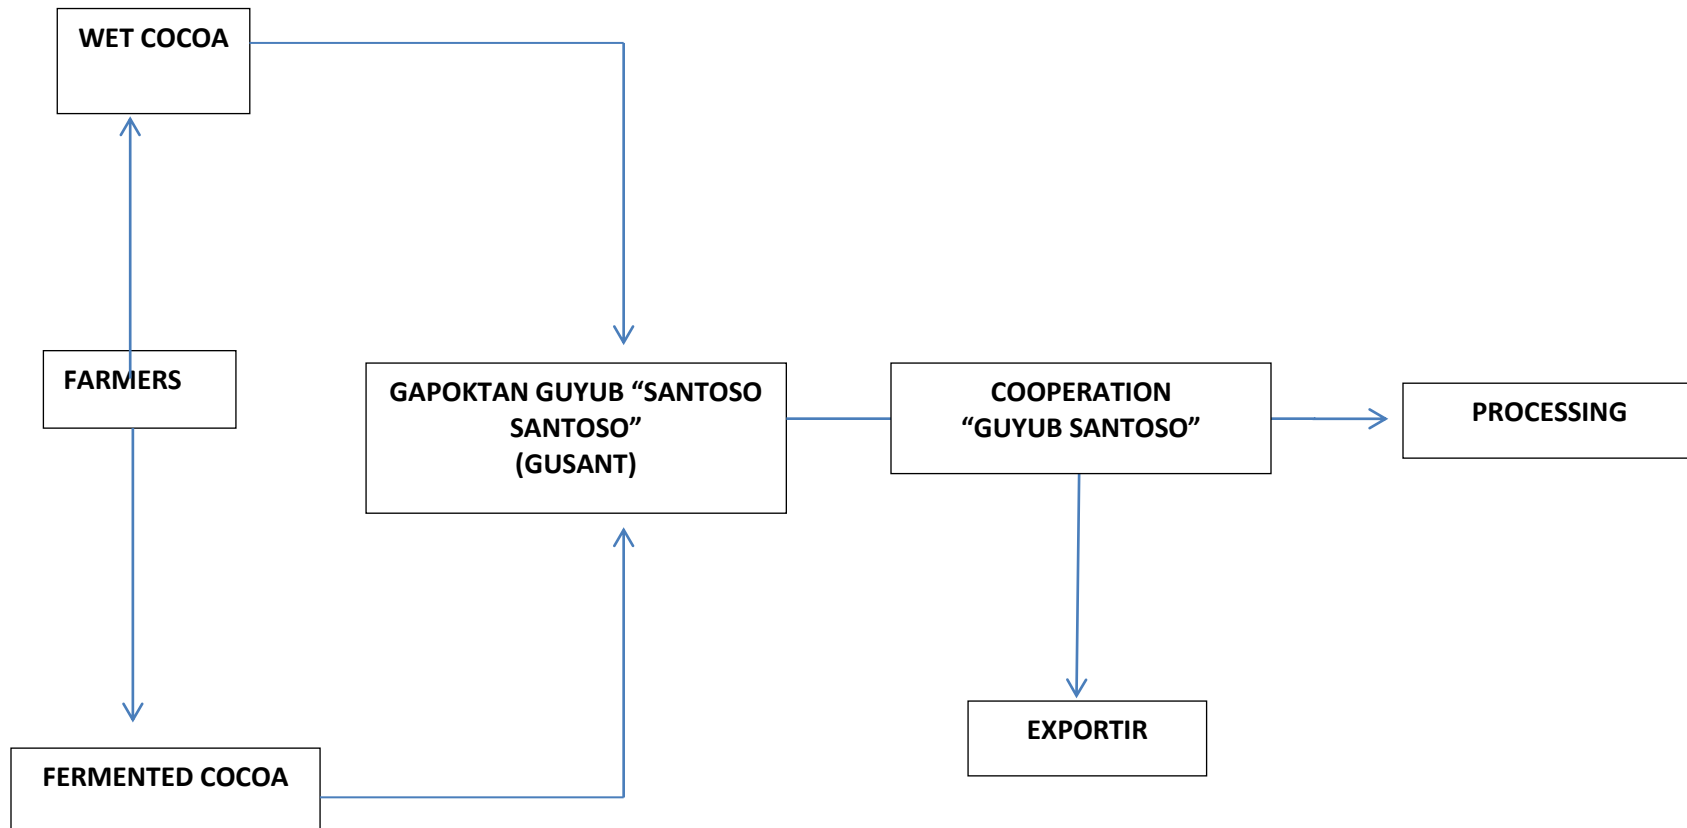 WET COCOA
FARMERS
GAPOKTAN GUYUB “SANTOSO
SANTOSO”
(GUSANT)
COOPERATION
“GUYUB SANTOSO”
PROCESSING
EXPORTIR
FERMENTED COCOA